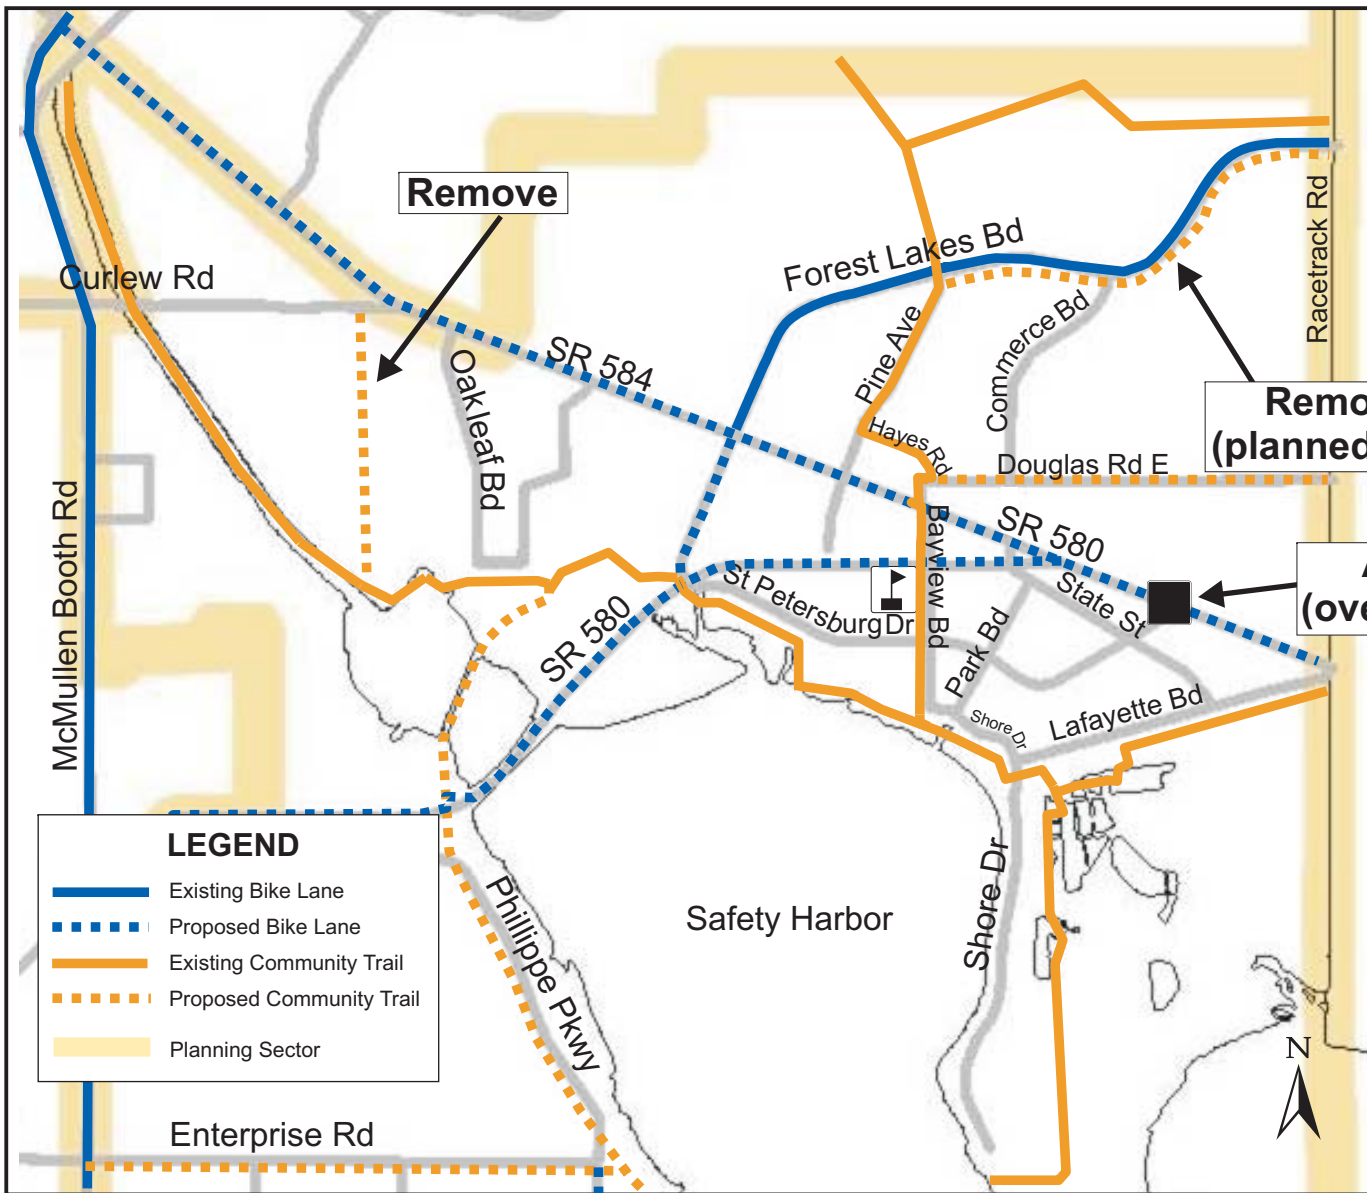 Remove
Forest Lakes Bd
Racetrack Rd
Curlew Rd
Pine Ave
Commerce Bd
SR 584
Oakleaf Bd
Remo
(planned
Hayes Rd
Douglas Rd E
McMullen Booth Rd
Bayview Bd
SR 580
(ove
St Petersburg Dr
State St
SR 580
Park Bd
Shore Dr
Lafayette Bd
LEGEND
Existing Bike Lane
Proposed Bike Lane
Existing Community Trail
Proposed Community Trail
Planning Sector
Phillippe Pkwy
Safety Harbor
Shore Dr
N
Enterprise Rd